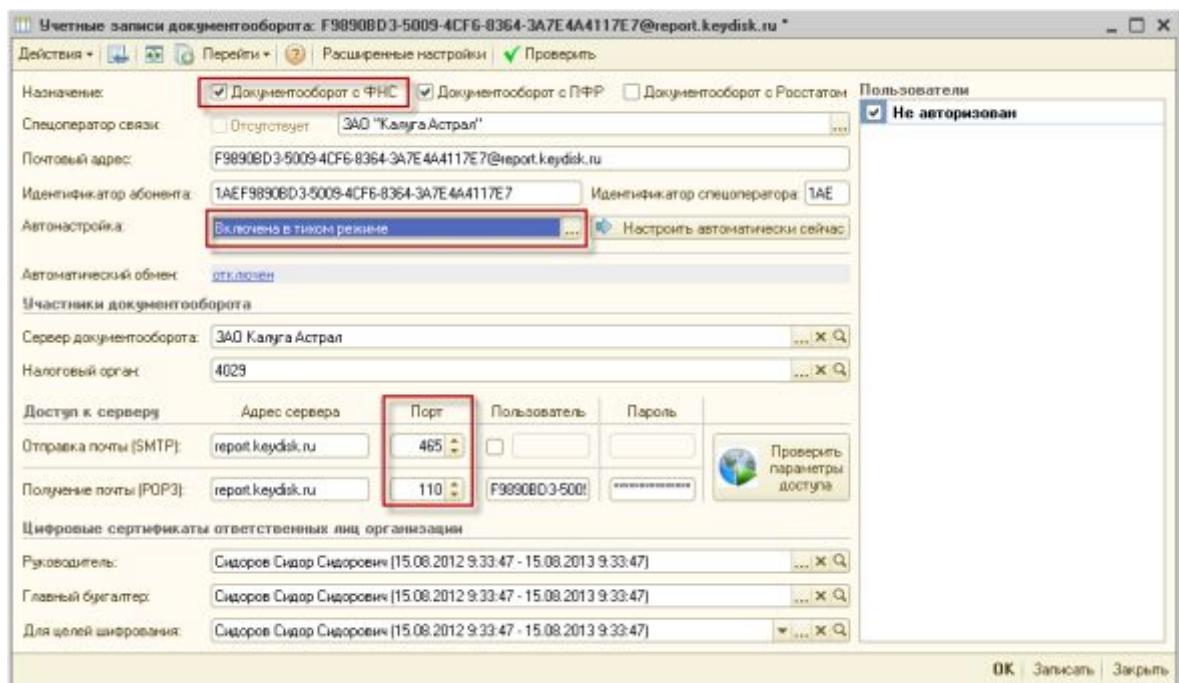 Учетные записи документооборота: F9890BD3-5009-4CF6-8364-3A7E4A4117E7@report.keydisk.ru *
Действия Перейти Расширенные настройки Проверить
Назначение: Документооборот с ФНС Документооборот с ПФР Документооборот с Росстатом Пользователи
Спецоператор связи: Отсутствует ЗАО "Калуга Астрал" ... Не авторизован
Почтовый адрес: F9890BD3-5009-4CF6-8364-3A7E4A4117E7@report.keydisk.ru
Идентификатор абонента: 1AEF9890BD3-5009-4CF6-8364-3A7E4A4117E7 Идентификатор спецоператора: 1AE
Автонастройка: Включена в тихом режиме ... Настроить автоматически сейчас
Автоматический обмен: отключен
Участники документооборота
Сервер документооборота: ЗАО Калуга Астрал ...
Налоговый орган: 4029 ...
Доступ к серверу Адрес сервера Порт Пользователь Пароль
Отправка почты (SMTP): report.keydisk.ru 465
Проверить параметры доступа
Получение почты (POP3): report.keydisk.ru 110 F9890BD3-5009 ****************
Цифровые сертификаты ответственных лиц организации
Руководитель: Сидоров Сидор Сидорович (15.08.2012 9:33:47 - 15.08.2013 9:33:47) ...
Главный бухгалтер: Сидоров Сидор Сидорович (15.08.2012 9:33:47 - 15.08.2013 9:33:47) ...
Для целей шифрования: Сидоров Сидор Сидорович (15.08.2012 9:33:47 - 15.08.2013 9:33:47) ...
OK Записать Закрыть